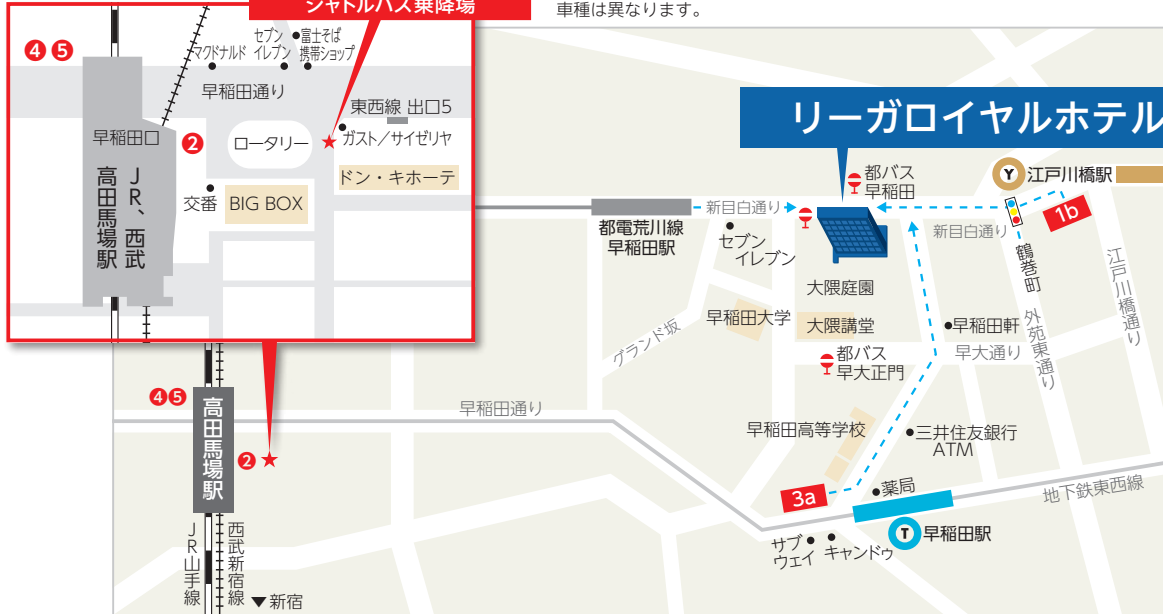 シャトルバス乗降場
車種は異なります。
❹❺
マクドナルド
セブン
イレブン
富士そば
携帯ショップ
早稲田通り
東西線 出口5
早稲田口
❷
ロータリー
ガスト／サイゼリヤ
ドン・キホーテ
交番
BIG BOX
JR、西武
高田馬場駅
リーガロイヤルホテル
都バス
早稲田
Y
江戸川橋駅
1b
新目白通り
都電荒川線
早稲田駅
セブン
イレブン
新目白通り
鶴巻町
江戸川橋通り
大隈庭園
早稲田大学
大隈講堂
グランド坂
早稲田軒
早大通り
外苑東通り
都バス
早大正門
❹❺
高田馬場駅
❷
早稲田通り
早稲田高等学校
三井住友銀行
ATM
3a
薬局
地下鉄東西線
T
早稲田駅
サブ
ウェイ
キャンドゥ
JR山手線
西武新宿線
▼新宿